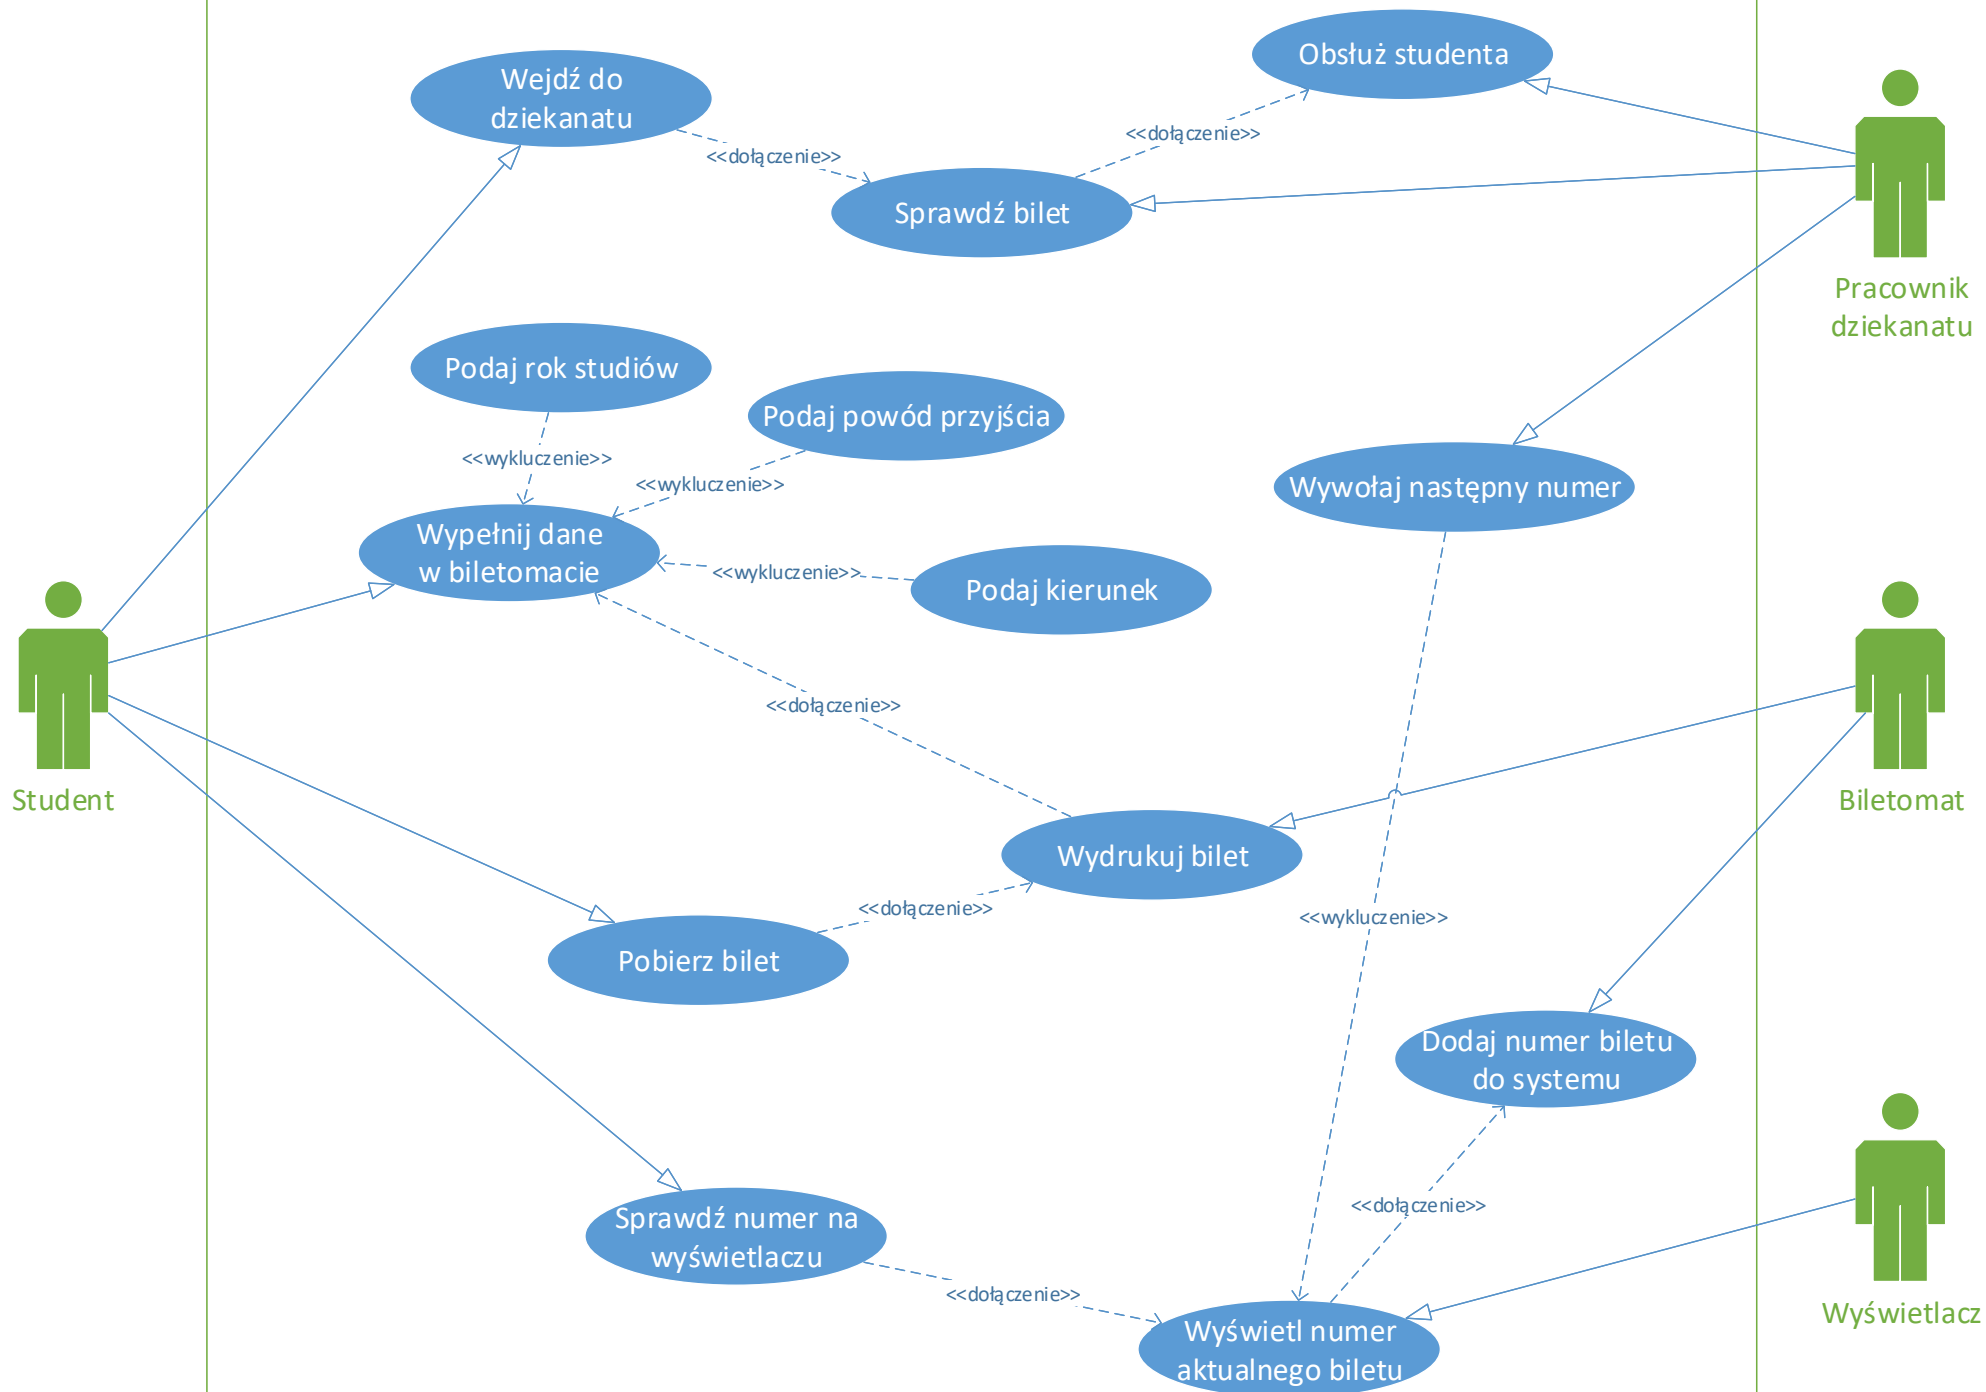 Wejdź do
dziekanatu
Obsłuż studenta
<<dołączenie>>
<<dołączenie>>
Sprawdź bilet
Pracownik
dziekanatu
Podaj rok studiów
Podaj powód przyjścia
<<wykluczenie>>
<<wykluczenie>>
Wywołaj następny numer
Wypełnij dane
w biletomacie
<<wykluczenie>>
Podaj kierunek
<<dołączenie>>
Student
Biletomat
Wydrukuj bilet
<<dołączenie>>
<<wykluczenie>>
Pobierz bilet
Dodaj numer biletu
do systemu
<<dołączenie>>
Sprawdź numer na
wyświetlaczu
<<dołączenie>>
Wyświetlacz
Wyświetl numer
aktualnego biletu